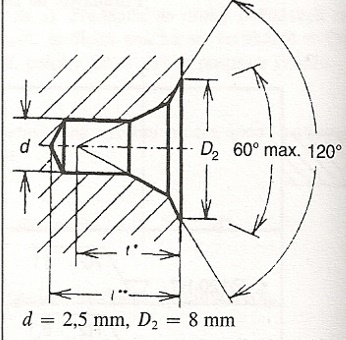 d D₂ 60° max. 120°
t*
t**
d = 2,5 mm, D₂ = 8 mm